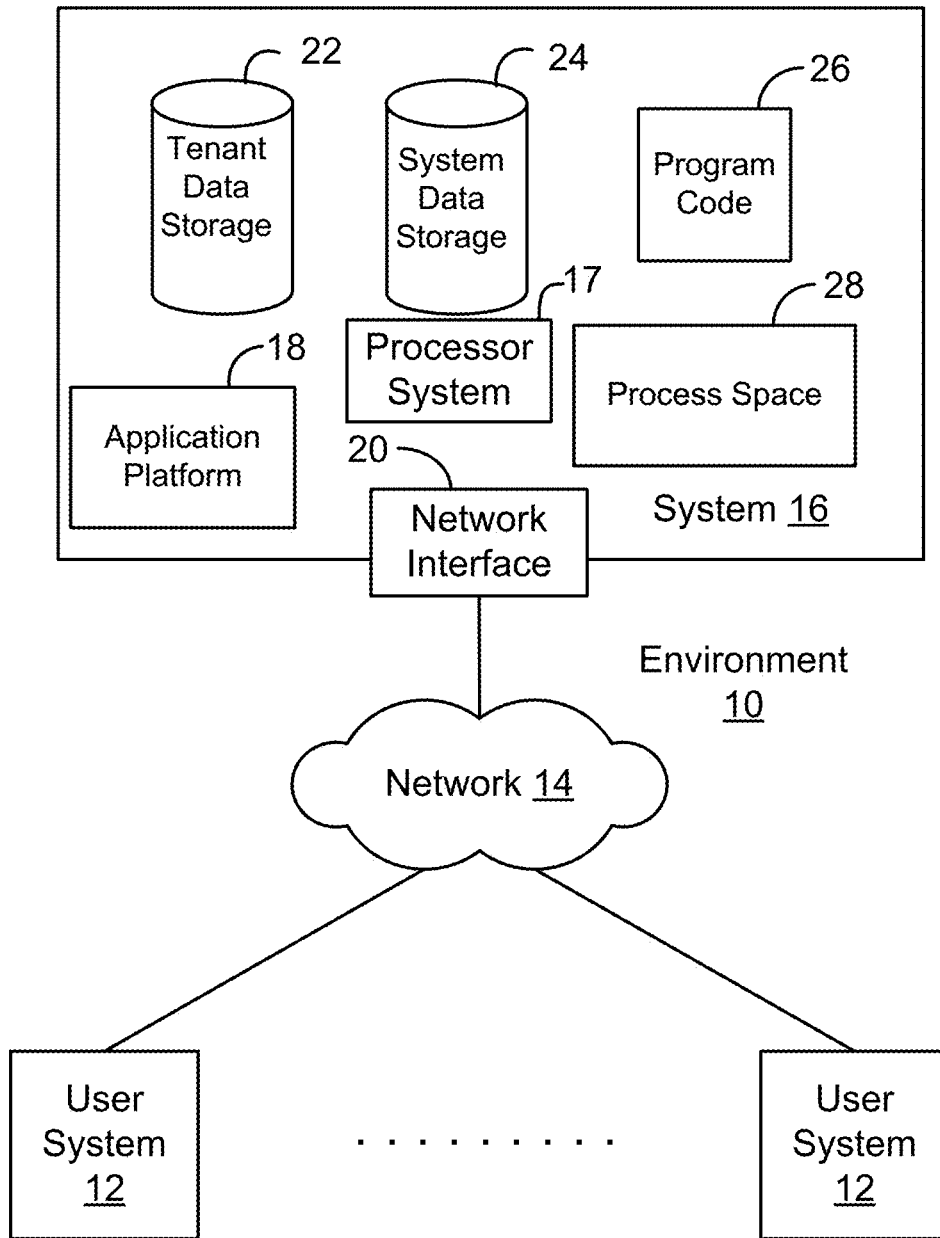 22
24
26
Tenant
Data
Storage
System
Data
Storage
Program
Code
17
28
18
Processor
System
Process Space
Application
Platform
20
Network
Interface
System 16
Environment
10
Network 14
User
System
12
. . . . . . . . .
User
System
12